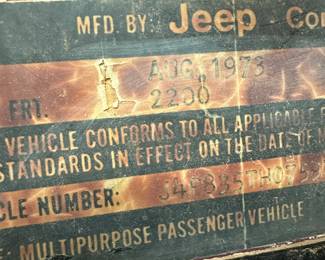 MFD. BY: Jeep Co
AUG. 1973
FRT. 2200
VEHICLE CONFORMS TO ALL APPLICABLE
STANDARDS IN EFFECT ON THE DATE OF
CLE NUMBER:
: MULTIPURPOSE PASSENGER VEHICLE